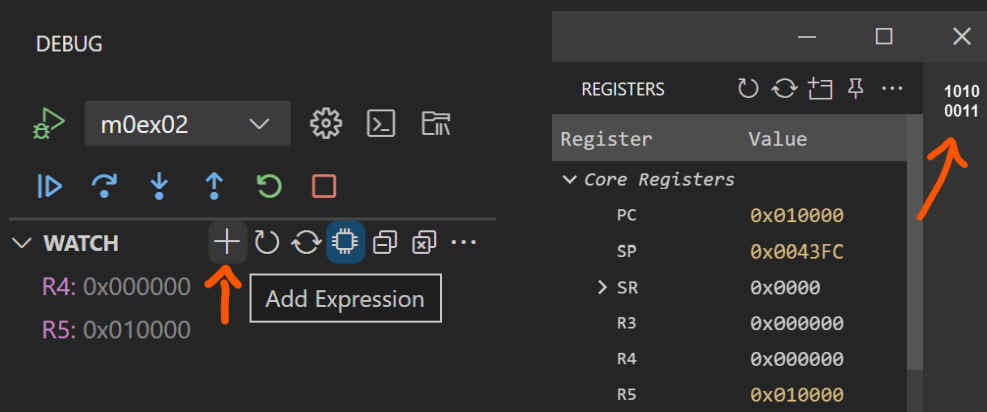 DEBUG
m0ex02
WATCH
R4: 0x000000
Add Expression
R5: 0x010000
REGISTERS
1010
0011
Register Value
Core Registers
PC 0x010000
SP 0x0043FC
SR 0x0000
R3 0x000000
R4 0x000000
R5 0x010000